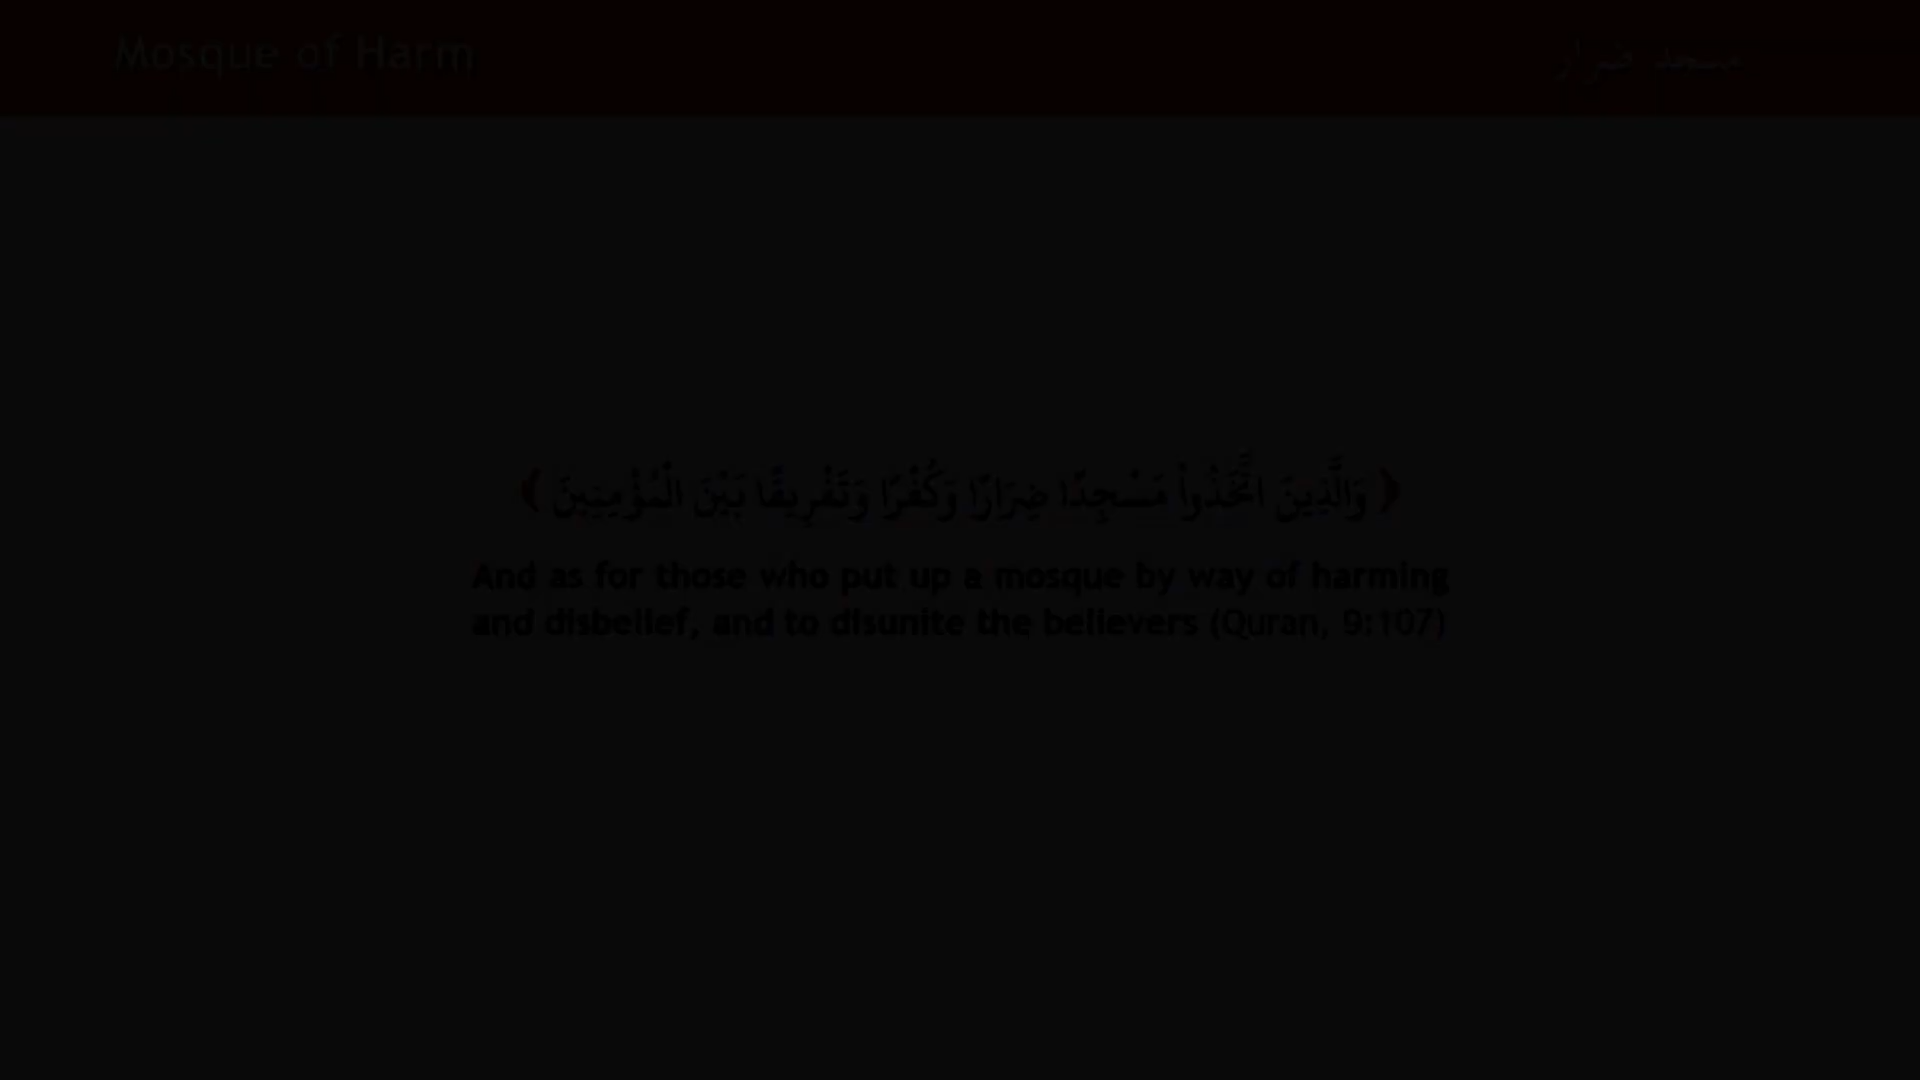 Mosque of Harm
مسجد ضرار
﴿ وَالَّذِينَ اتَّخَذُواْ مَسْجِدًا ضِرَارًا وَكُفْرًا وَتَفْرِيقًا بَيْنَ الْمُؤْمِنِينَ ﴾
And as for those who put up a mosque by way of harming
and disbelief, and to disunite the believers (Quran, 9:107)